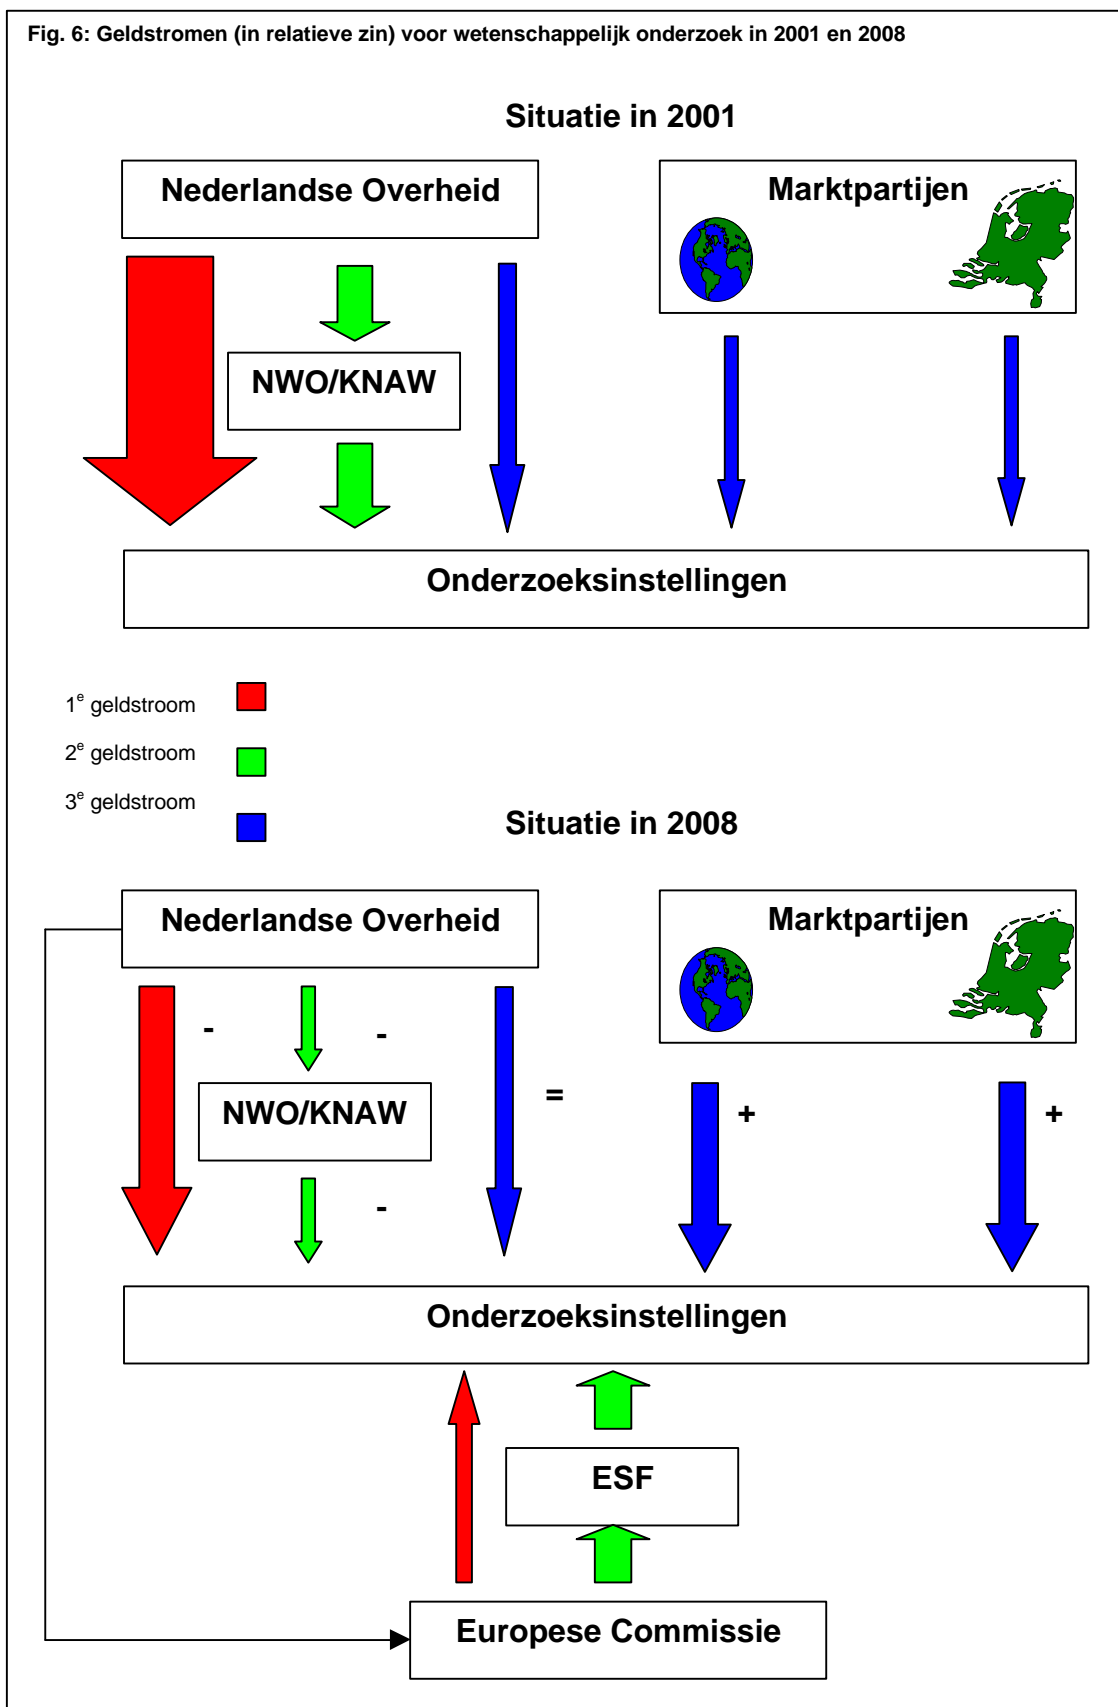 Fig. 6: Geldstromen (in relatieve zin) voor wetenschappelijk onderzoek in 2001 en 2008
Situatie in 2001
Nederlandse Overheid
Marktpartijen
NWO/KNAW
Onderzoeksinstellingen
1e geldstroom
2e geldstroom
3e geldstroom
Situatie in 2008
Nederlandse Overheid
Marktpartijen
-
-
=
+
+
NWO/KNAW
-
Onderzoeksinstellingen
ESF
Europese Commissie